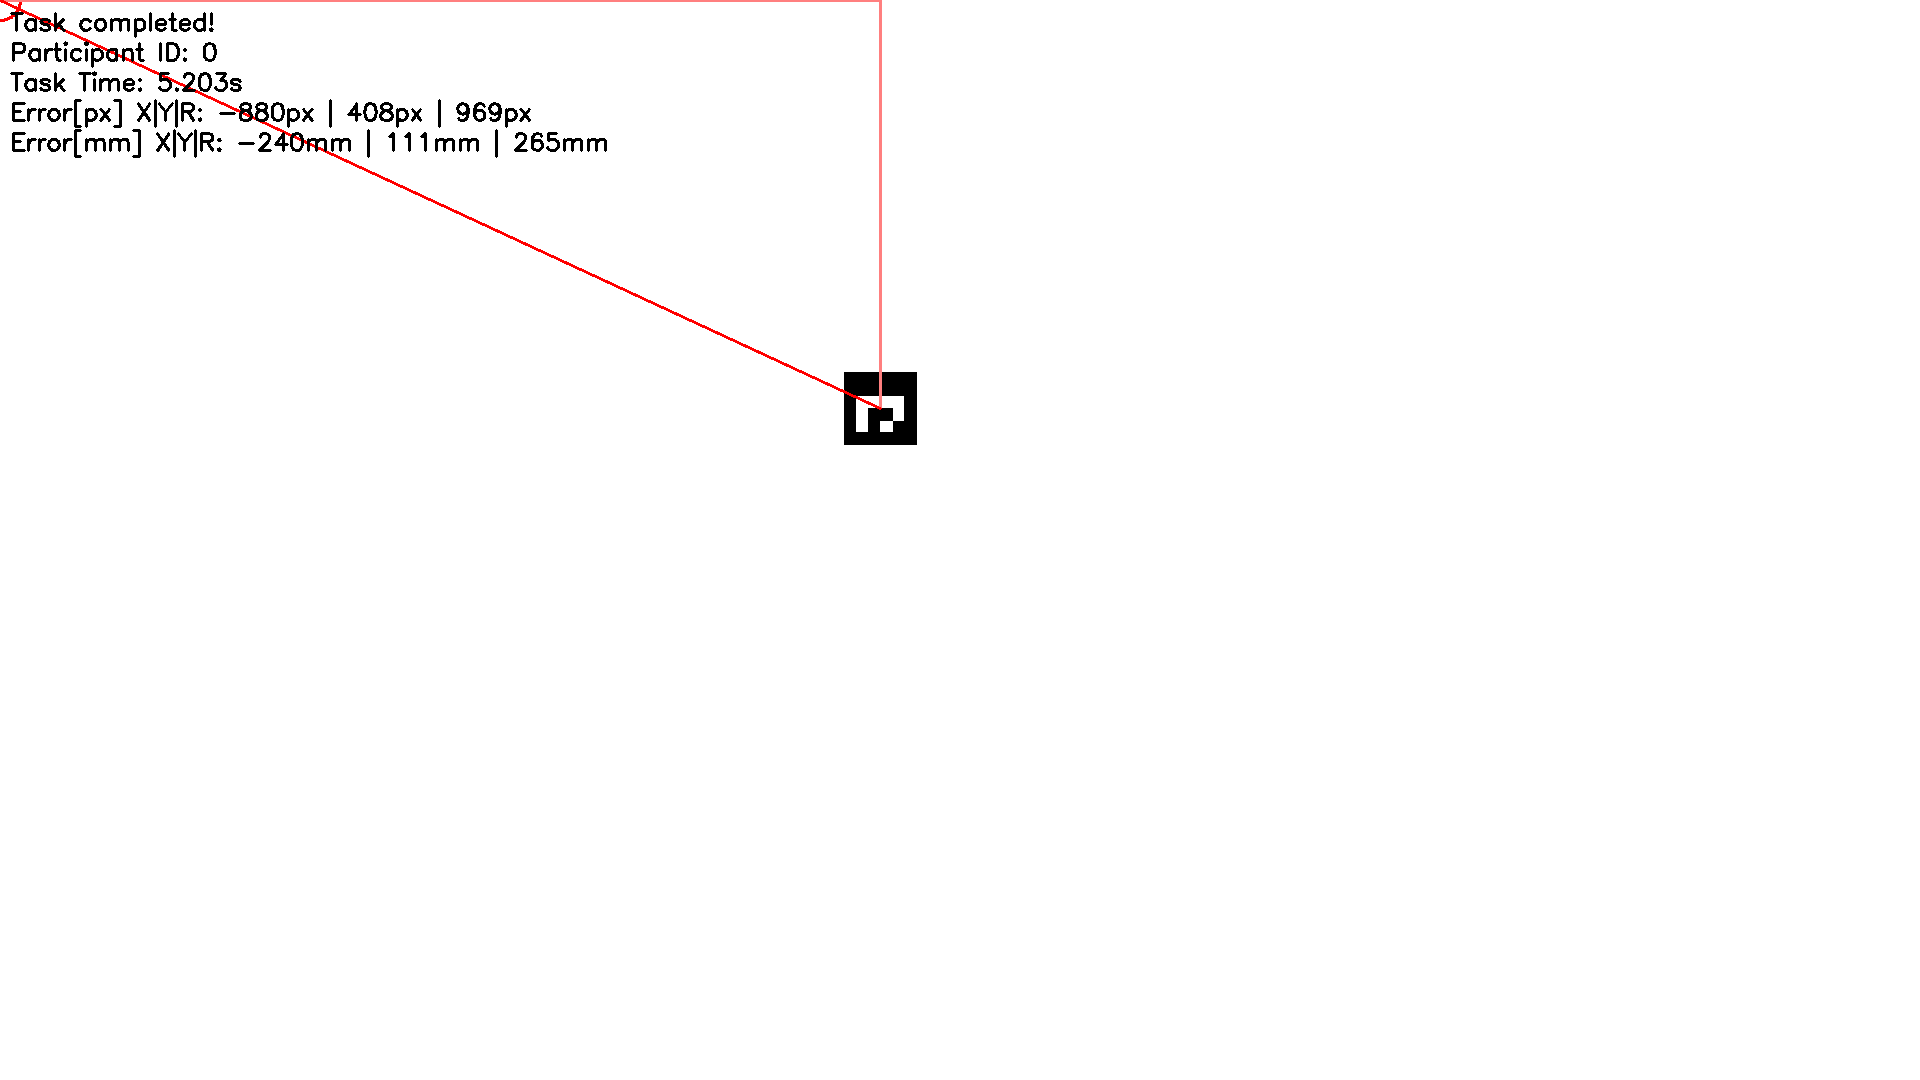 Task completed!
Participant ID: 0
Task Time: 5.203s
Error[px] X|Y|R: -880px | 408px | 969px
Error[mm] X|Y|R: -240mm | 111mm | 265mm